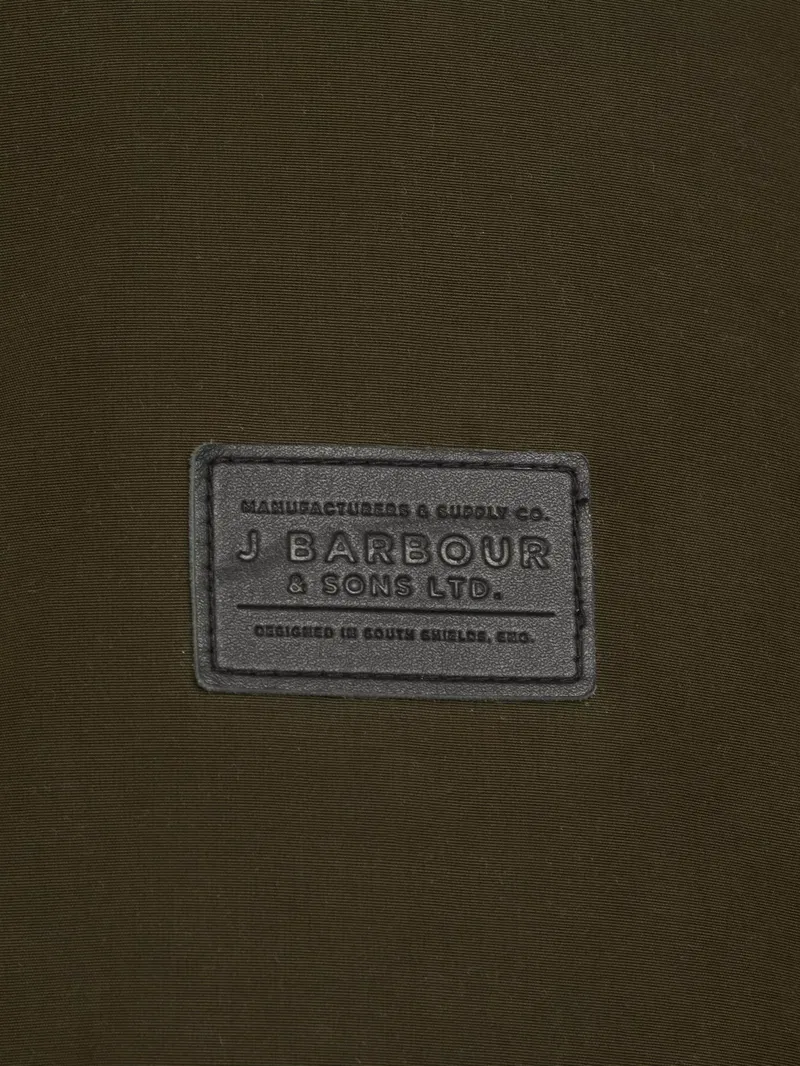 MANUFACTURERS & SUPPLY CO.
J BARBOUR
& SONS LTD.
DESIGNED IN SOUTH SHIELDS, ENG.